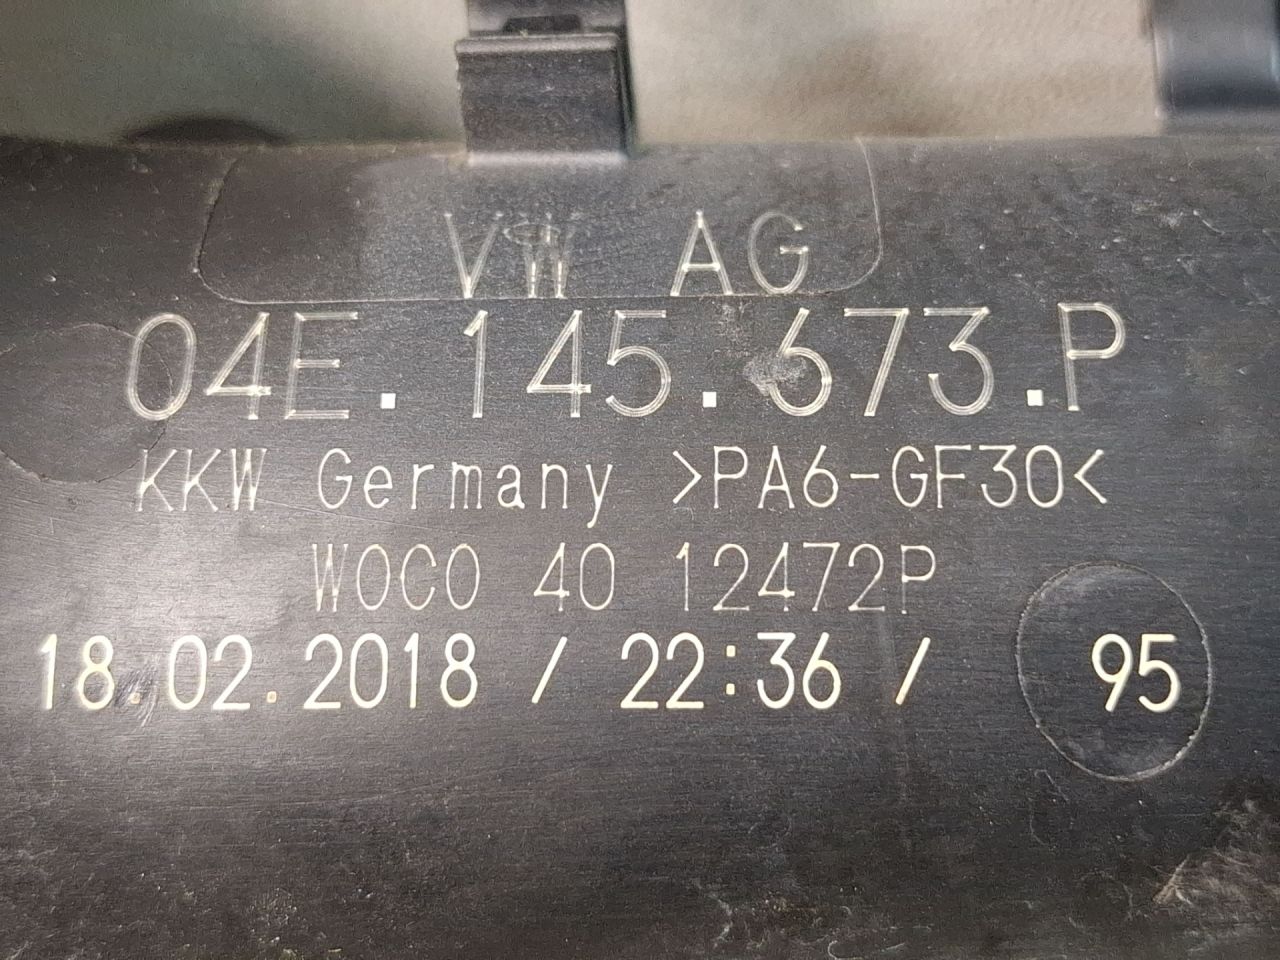 VW AG
04E.145.673.P
KKW Germany >PA6-GF30<
WOCO 40 12472P
18.02.2018 / 22:36 / 95